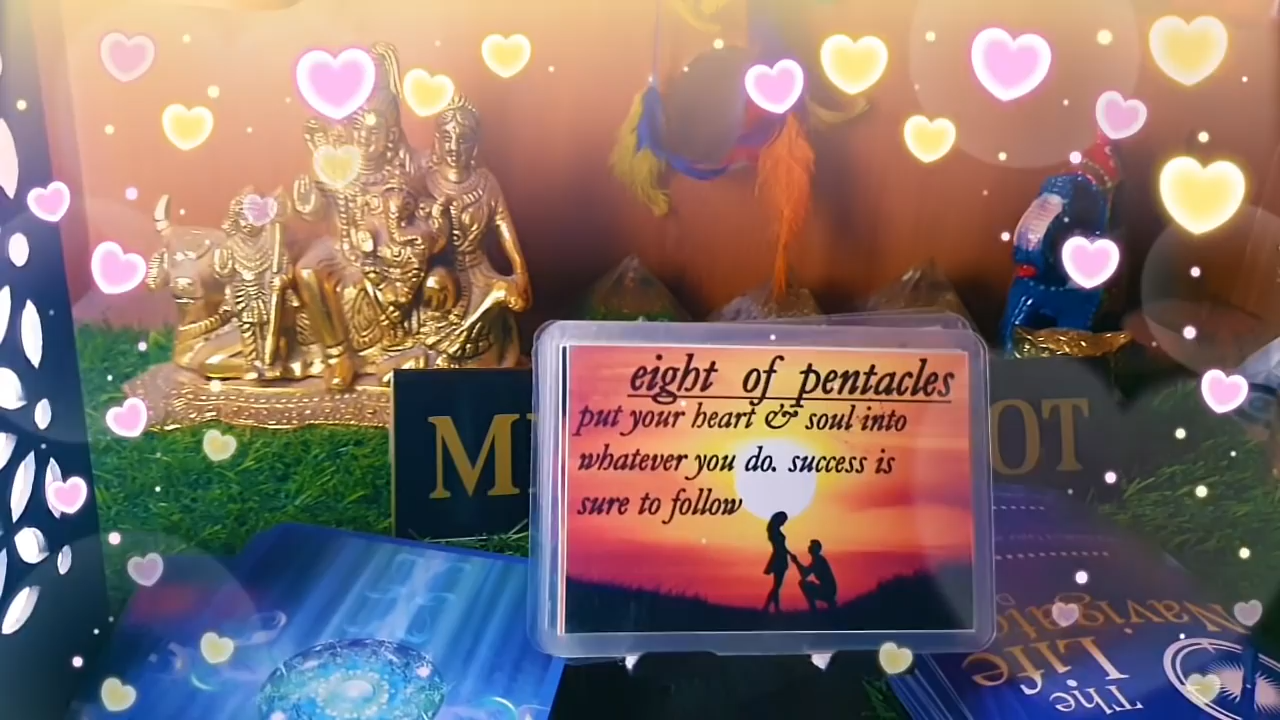 eight of pentacles
put your heart & soul into
whatever you do. success is
sure to follow
M
OT
The
Life
Navigat